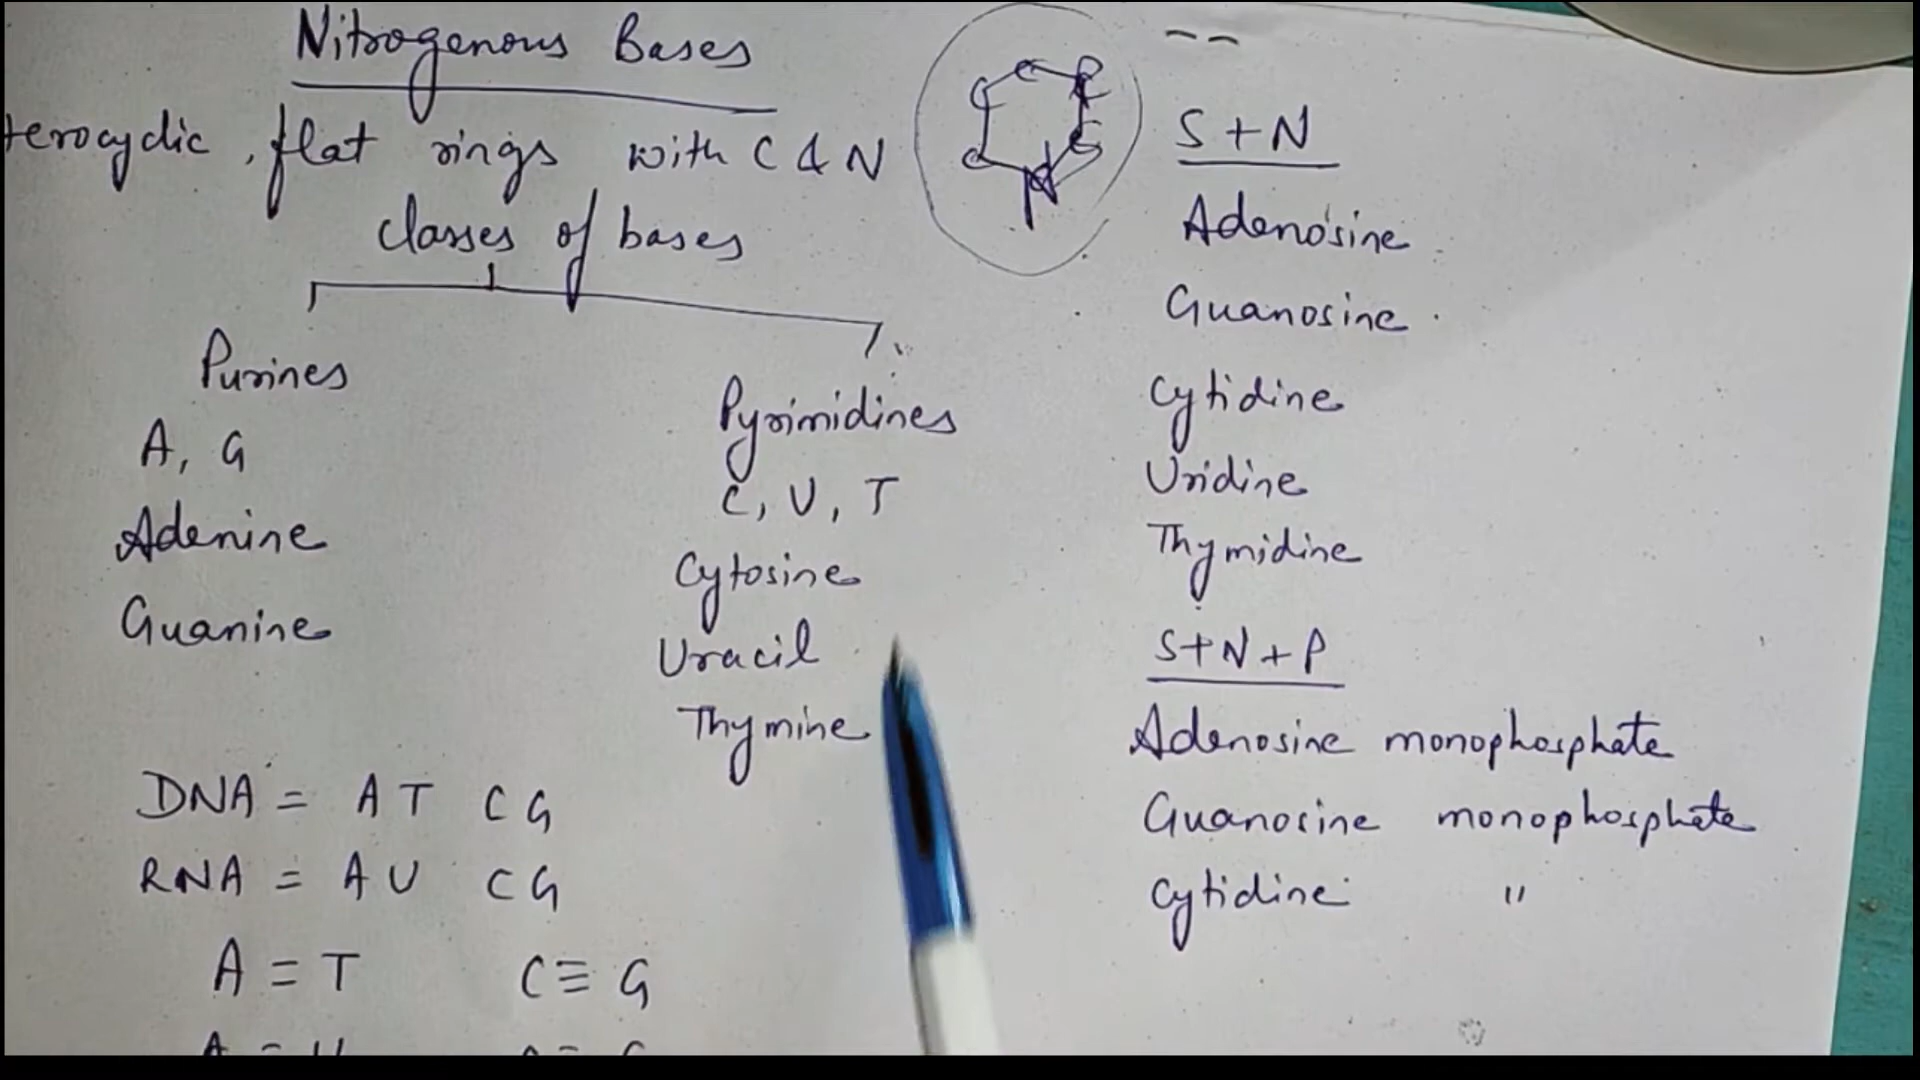 Nitrogenous Bases
terocyclic, flat rings with C & N
classes of bases
Purines
A, G
Adenine
Guanine
Pyrimidines
C, U, T
Cytosine
Uracil
Thymine
DNA = A T C G
RNA = A U C G
A = T C ≡ G
C C
C C
N
S+N
Adenosine
Guanosine
Cytidine
Uridine
Thymidine
S+N+P
Adenosine monophosphate
Guanosine monophosphate
Cytidine "